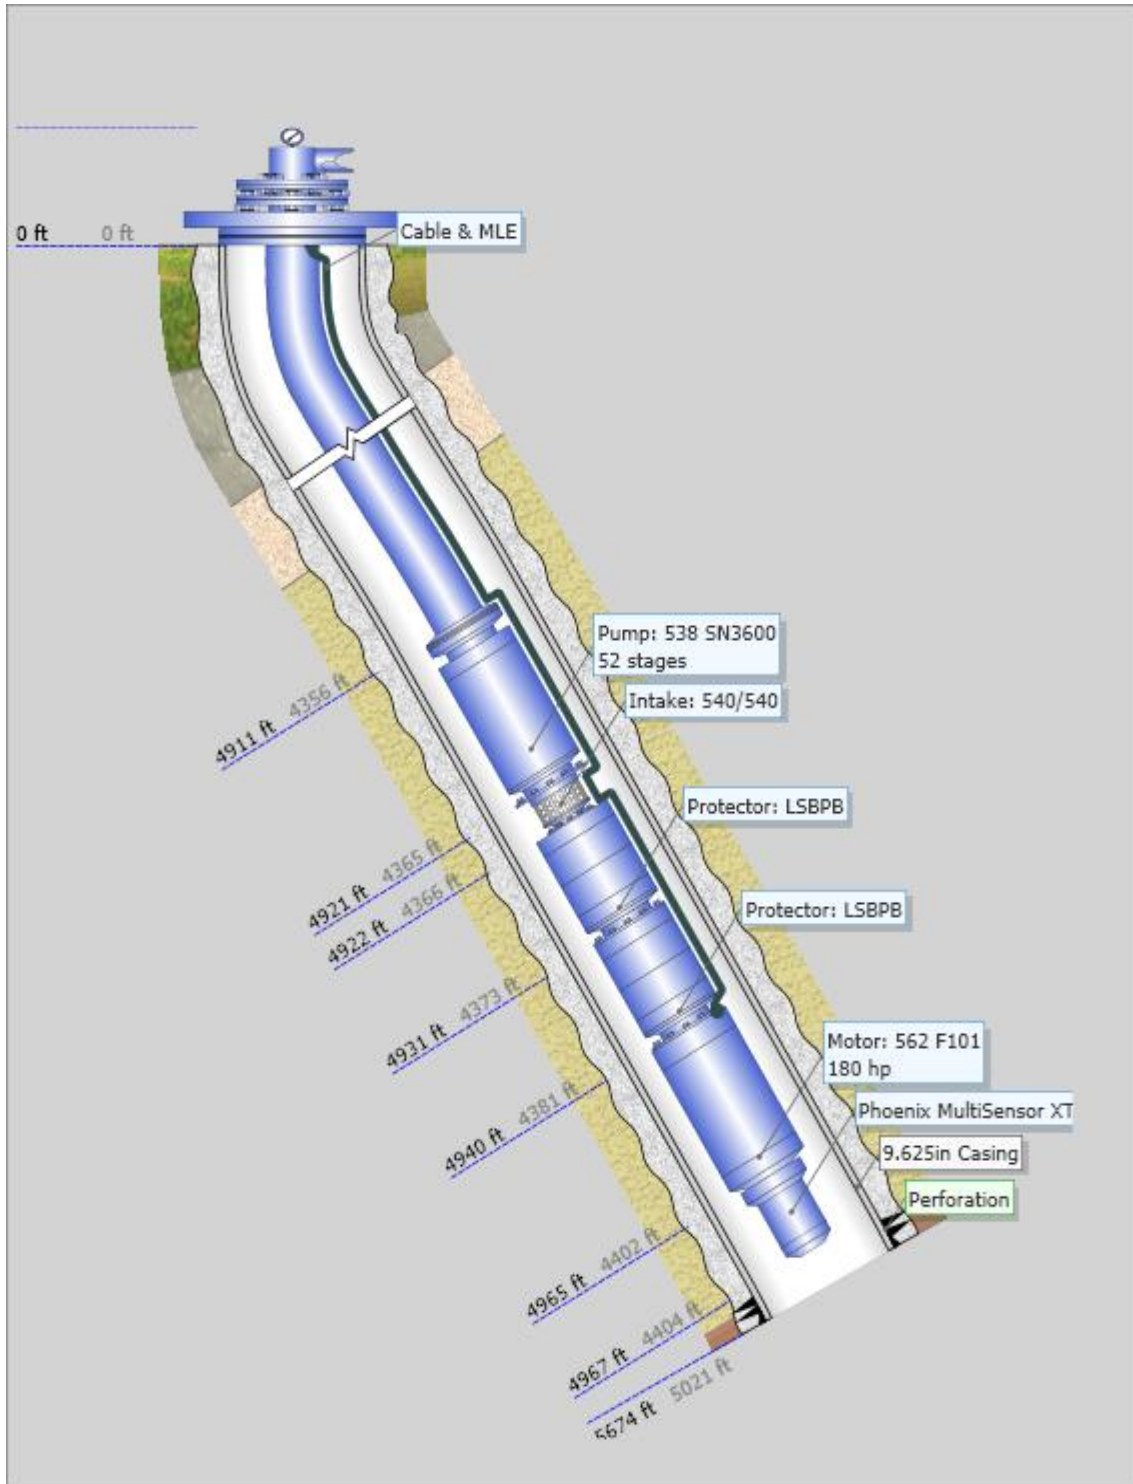 0 ft 0 ft
Cable & MLE
Pump: 538 SN3600
52 stages
Intake: 540/540
4911 ft 4356 ft
Protector: LSBPB
4921 ft 4365 ft
4922 ft 4366 ft
Protector: LSBPB
4931 ft 4373 ft
Motor: 562 F101
180 hp
4940 ft 4381 ft
Phoenix MultiSensor XT
9.625in Casing
Perforation
4965 ft 4402 ft
4967 ft 4404 ft
5674 ft 5021 ft